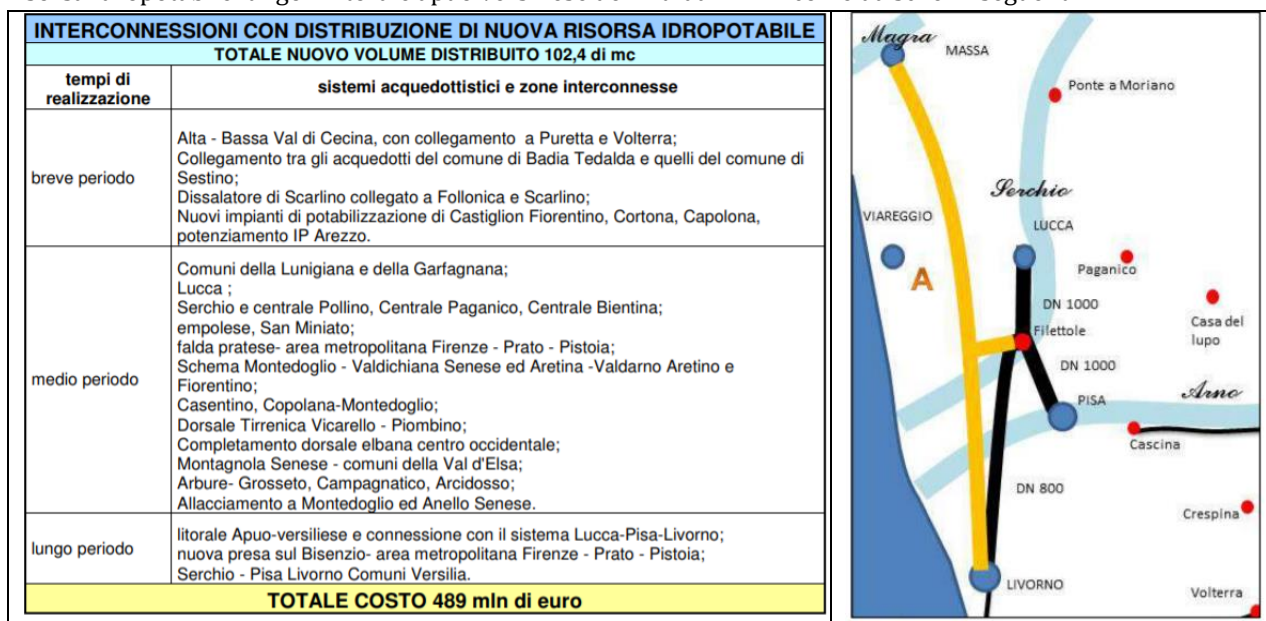 INTERCONNESSIONI CON DISTRIBUZIONE DI NUOVA RISORSA IDROPOTABILE
TOTALE NUOVO VOLUME DISTRIBUITO 102,4 di mc
tempi di realizzazione
sistemi acquedottistici e zone interconnesse
breve periodo
Alta - Bassa Val di Cecina, con collegamento a Puretta e Volterra;
Collegamento tra gli acquedotti del comune di Badia Tedalda e quelli del comune di
Sestino;
Dissalatore di Scarlino collegato a Follonica e Scarlino;
Nuovi impianti di potabilizzazione di Castiglion Fiorentino, Cortona, Capolona,
potenziamento IP Arezzo.
medio periodo
Comuni della Lunigiana e della Garfagnana;
Lucca ;
Serchio e centrale Pollino, Centrale Paganico, Centrale Bientina;
empolese, San Miniato;
falda pratese- area metropolitana Firenze - Prato - Pistoia;
Schema Montedoglio - Valdichiana Senese ed Aretina -Valdarno Aretino e
Fiorentino;
Casentino, Copolana-Montedoglio;
Dorsale Tirrenica Vicarello - Piombino;
Completamento dorsale elbana centro occidentale;
Montagnola Senese - comuni della Val d'Elsa;
Arbure- Grosseto, Campagnatico, Arcidosso;
Allacciamento a Montedoglio ed Anello Senese.
lungo periodo
litorale Apuo-versiliese e connessione con il sistema Lucca-Pisa-Livorno;
nuova presa sul Bisenzio- area metropolitana Firenze - Prato - Pistoia;
Serchio - Pisa Livorno Comuni Versilia.
TOTALE COSTO 489 mln di euro
Magra
MASSA
Ponte a Moriano
Serchio
VIAREGGIO
LUCCA
A
Paganico
DN 1000
Casa del
lupo
Filettole
DN 1000
Arno
PISA
Cascina
DN 800
Crespina
LIVORNO
Volterra